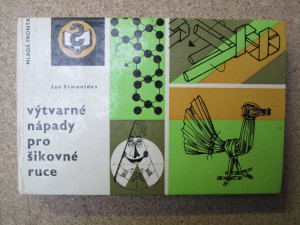 MLADÁ FRONTA
Jan Šimonides
výtvarné
nápady
pro
šikovné
ruce